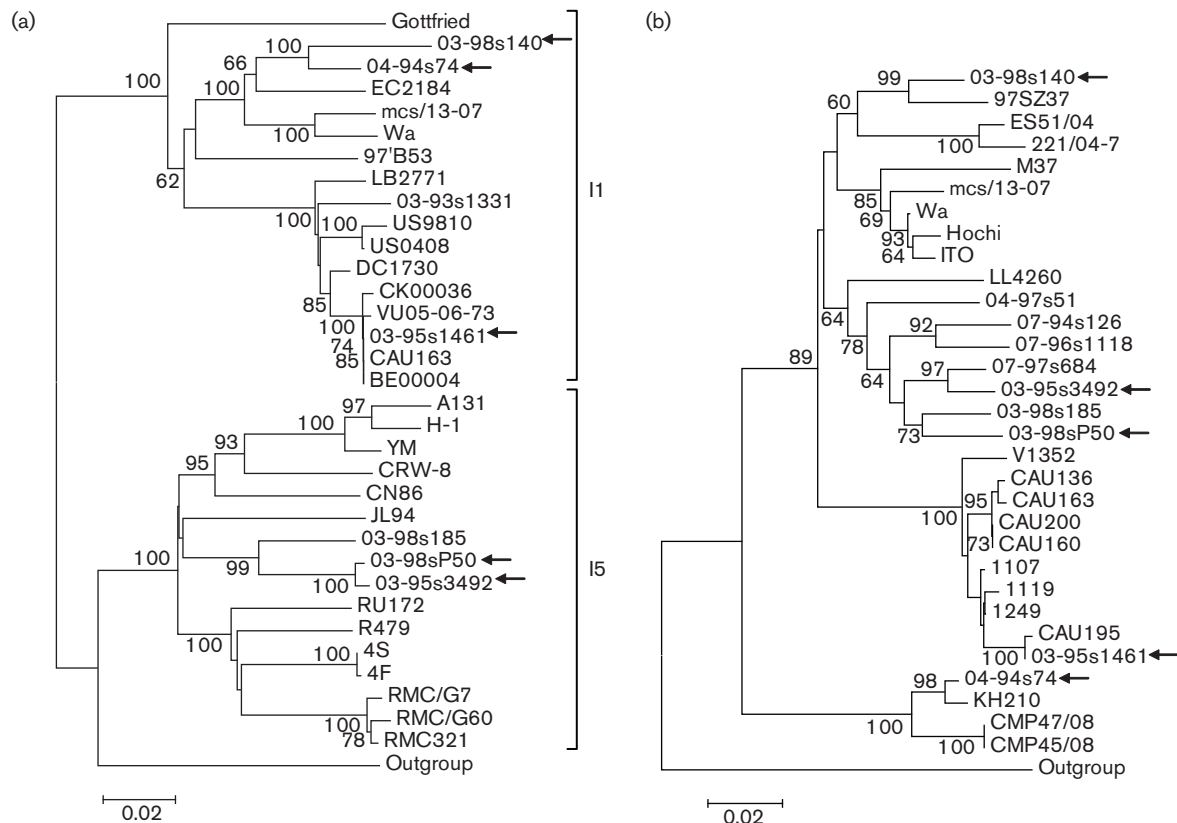 (a)
Gottfried
03-98s140
100
04-94s74
66
100
EC2184
100
mcs/13-07
100
Wa
97'B53
62
LB2771
100
03-93s1331
100
US9810
US0408
DC1730
85
CK00036
VU05-06-73
100
03-95s1461
74
CAU163
85
BE00004
I1
97
A131
100
H-1
93
YM
95
CRW-8
CN86
JL94
100
03-98s185
99
03-98sP50
100
03-95s3492
RU172
100
R479
100
4S
4F
RMC/G7
100
RMC/G60
78
RMC321
I5
Outgroup
0.02
(b)
99
03-98s140
60
97SZ37
ES51/04
100
221/04-7
M37
85
mcs/13-07
69
Wa
93
Hochi
64
ITO
LL4260
64
04-97s51
78
92
07-94s126
07-96s1118
89
64
97
07-97s684
03-95s3492
03-98s185
73
03-98sP50
V1352
CAU136
95
CAU163
100
CAU200
73
CAU160
1107
1119
1249
CAU195
100
03-95s1461
98
04-94s74
KH210
100
CMP47/08
100
CMP45/08
Outgroup
0.02